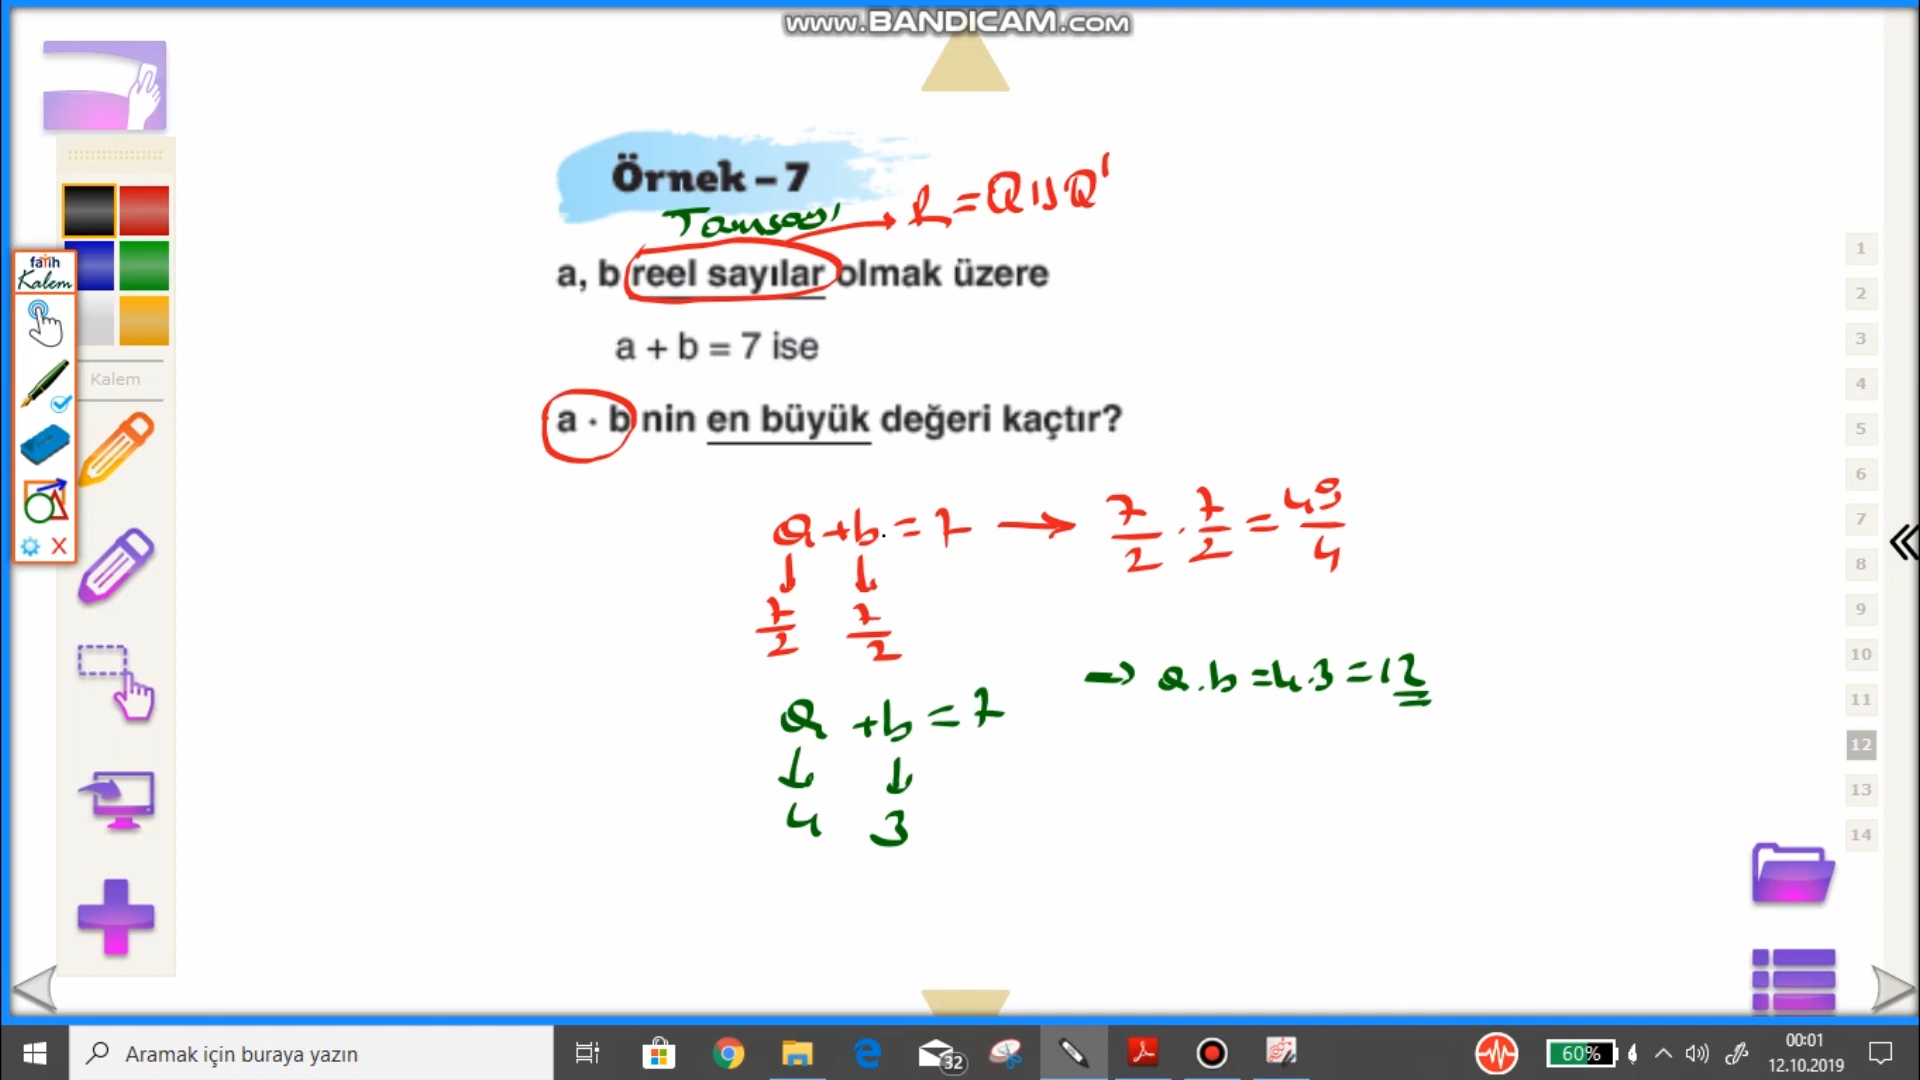 www.BANDICAM.com
Örnek – 7
Tamsayı
R = Q ∪ Q'
a, b reel sayılar olmak üzere
a + b = 7 ise
a · b nin en büyük değeri kaçtır?
a + b = 7 → 7/2 · 7/2 = 49/4
7/2 7/2
→ a . b = 4 . 3 = 12
a + b = 7
4 3
fatih
Kalem
Kalem
1
2
3
4
5
6
7
8
9
10
11
12
13
14
Aramak için buraya yazın
32
60%
00:01
12.10.2019